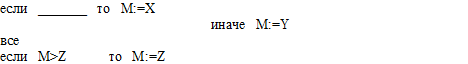 если _______ то M:=X
иначе M:=Y
все
если M>Z то M:=Z